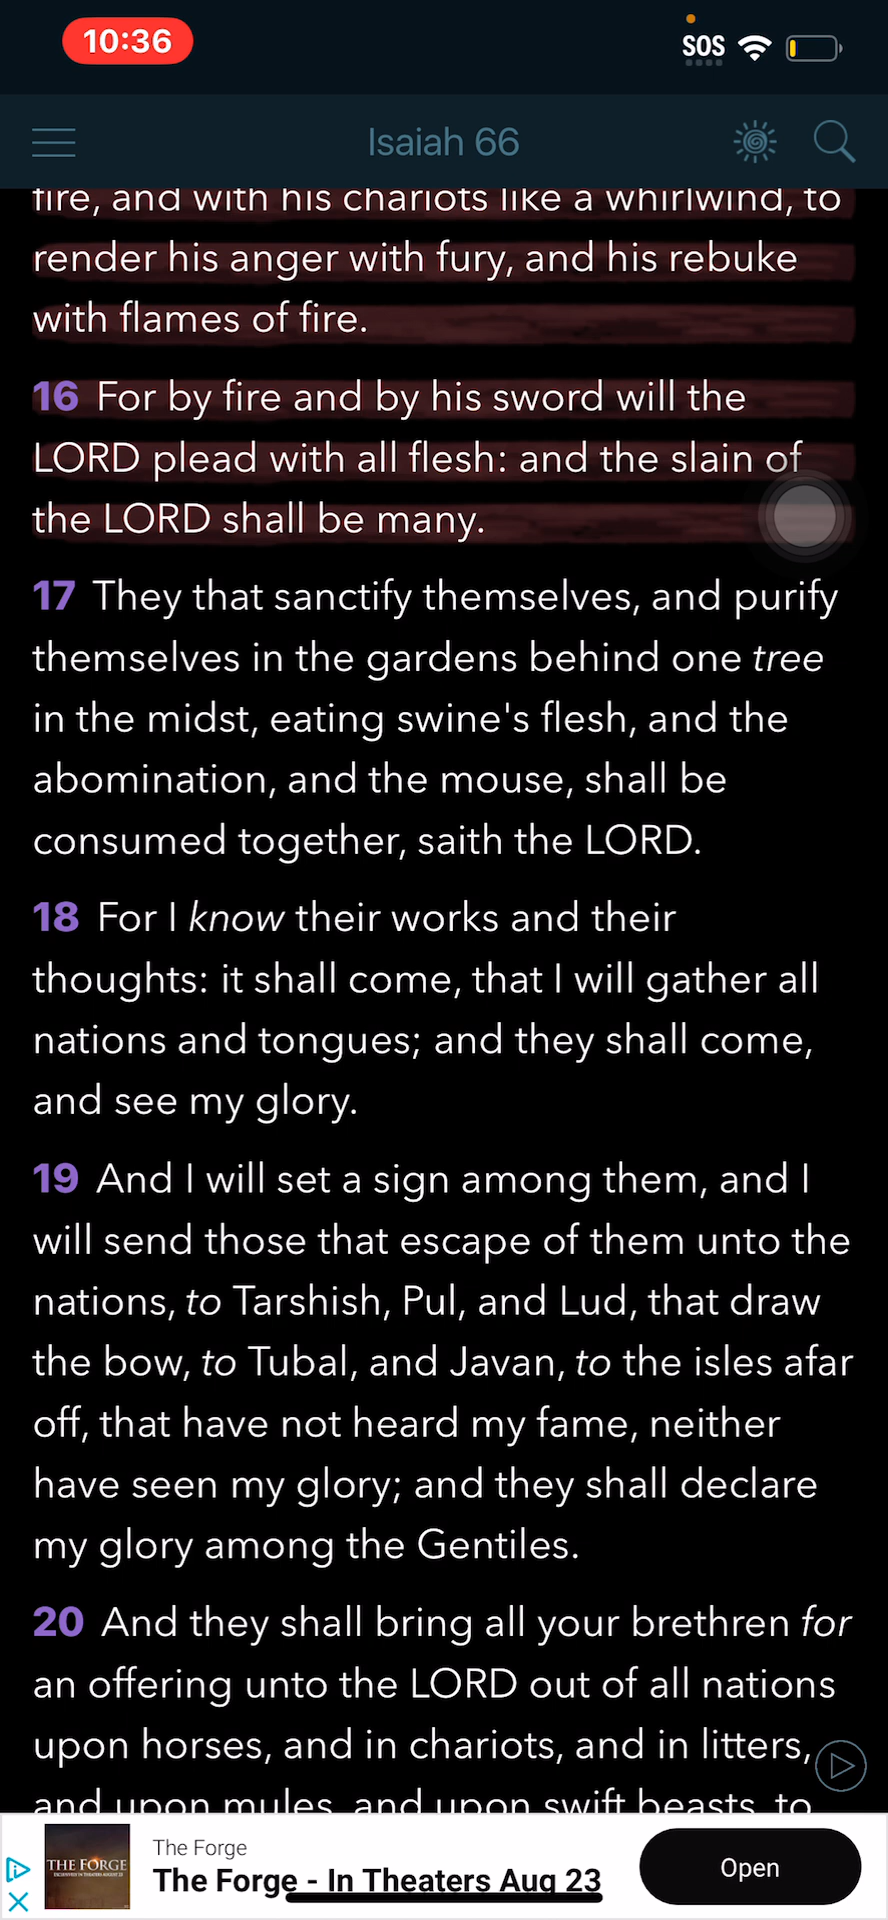 10:36
SOS
Isaiah 66
fire, and with his chariots like a whirlwind, to
render his anger with fury, and his rebuke
with flames of fire.
16 For by fire and by his sword will the
LORD plead with all flesh: and the slain of
the LORD shall be many.
17 They that sanctify themselves, and purify
themselves in the gardens behind one tree
in the midst, eating swine's flesh, and the
abomination, and the mouse, shall be
consumed together, saith the LORD.
18 For I know their works and their
thoughts: it shall come, that I will gather all
nations and tongues; and they shall come,
and see my glory.
19 And I will set a sign among them, and I
will send those that escape of them unto the
nations, to Tarshish, Pul, and Lud, that draw
the bow, to Tubal, and Javan, to the isles afar
off, that have not heard my fame, neither
have seen my glory; and they shall declare
my glory among the Gentiles.
20 And they shall bring all your brethren for
an offering unto the LORD out of all nations
upon horses, and in chariots, and in litters,
and upon mules, and upon swift beasts, to
THE FORGE
The Forge
The Forge - In Theaters Aug 23
Open